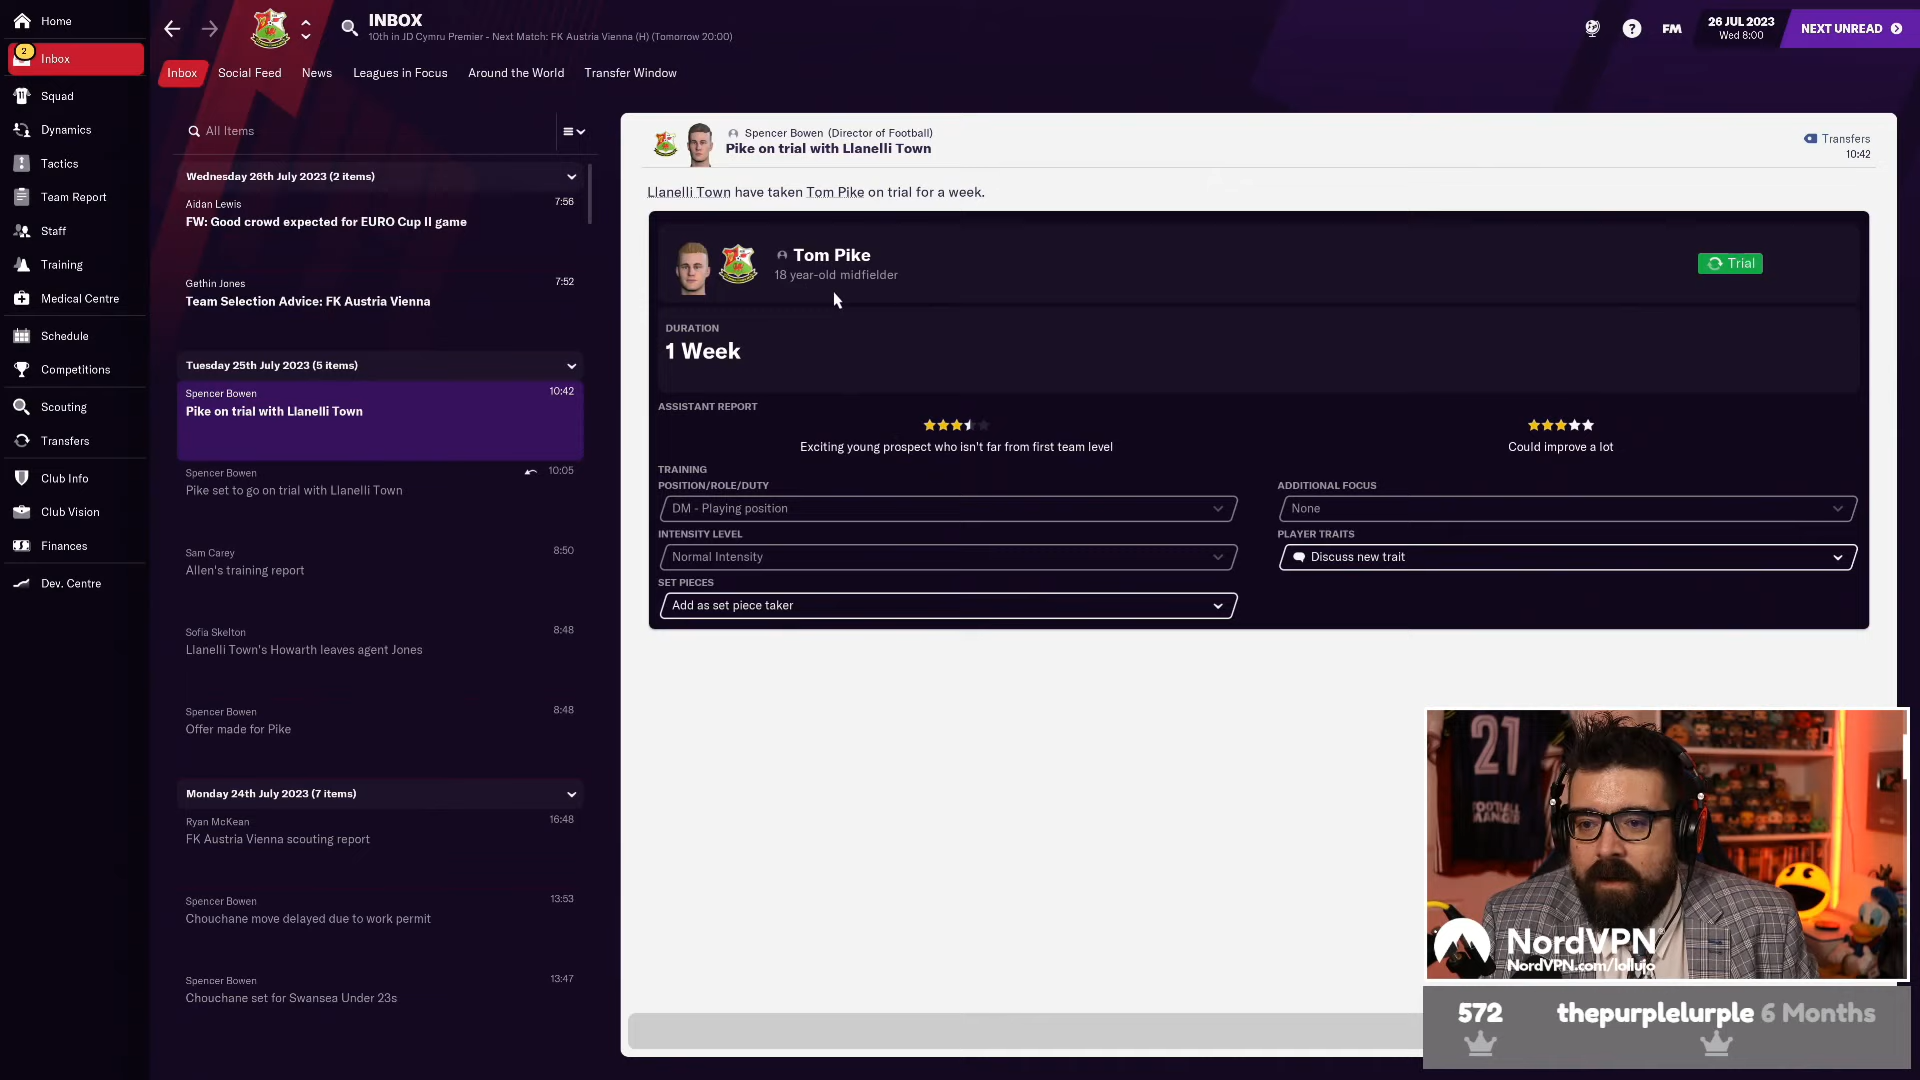 Home
2
Inbox
Squad
Dynamics
Tactics
Team Report
Staff
Training
Medical Centre
Schedule
Competitions
Scouting
Transfers
Club Info
Club Vision
Finances
Dev. Centre
INBOX
10th in JD Cymru Premier - Next Match: FK Austria Vienna (H) (Tomorrow 20:00)
FM
26 JUL 2023
Wed 8:00
NEXT UNREAD
Inbox Social Feed News Leagues in Focus Around the World Transfer Window
All Items
Wednesday 26th July 2023 (2 items)
Aidan Lewis 7:56
FW: Good crowd expected for EURO Cup II game
Gethin Jones 7:52
Team Selection Advice: FK Austria Vienna
Tuesday 25th July 2023 (5 items)
Spencer Bowen 10:42
Pike on trial with Llanelli Town
Spencer Bowen 10:05
Pike set to go on trial with Llanelli Town
Sam Carey 8:50
Allen's training report
Sofia Skelton 8:48
Llanelli Town's Howarth leaves agent Jones
Spencer Bowen 8:48
Offer made for Pike
Monday 24th July 2023 (7 items)
Ryan McKean 16:48
FK Austria Vienna scouting report
Spencer Bowen 13:53
Chouchane move delayed due to work permit
Spencer Bowen 13:47
Chouchane set for Swansea Under 23s
Spencer Bowen (Director of Football)
Pike on trial with Llanelli Town
Transfers
10:42
Llanelli Town have taken Tom Pike on trial for a week.
Tom Pike
18 year-old midfielder
Trial
DURATION
1 Week
ASSISTANT REPORT
Exciting young prospect who isn't far from first team level
Could improve a lot
TRAINING
POSITION/ROLE/DUTY
DM - Playing position
ADDITIONAL FOCUS
None
INTENSITY LEVEL
Normal Intensity
PLAYER TRAITS
Discuss new trait
SET PIECES
Add as set piece taker
21
FOOTBALL
MANGER
NordVPN
NordVPN.com/lollujo
572
thepurplelurple 6 Months